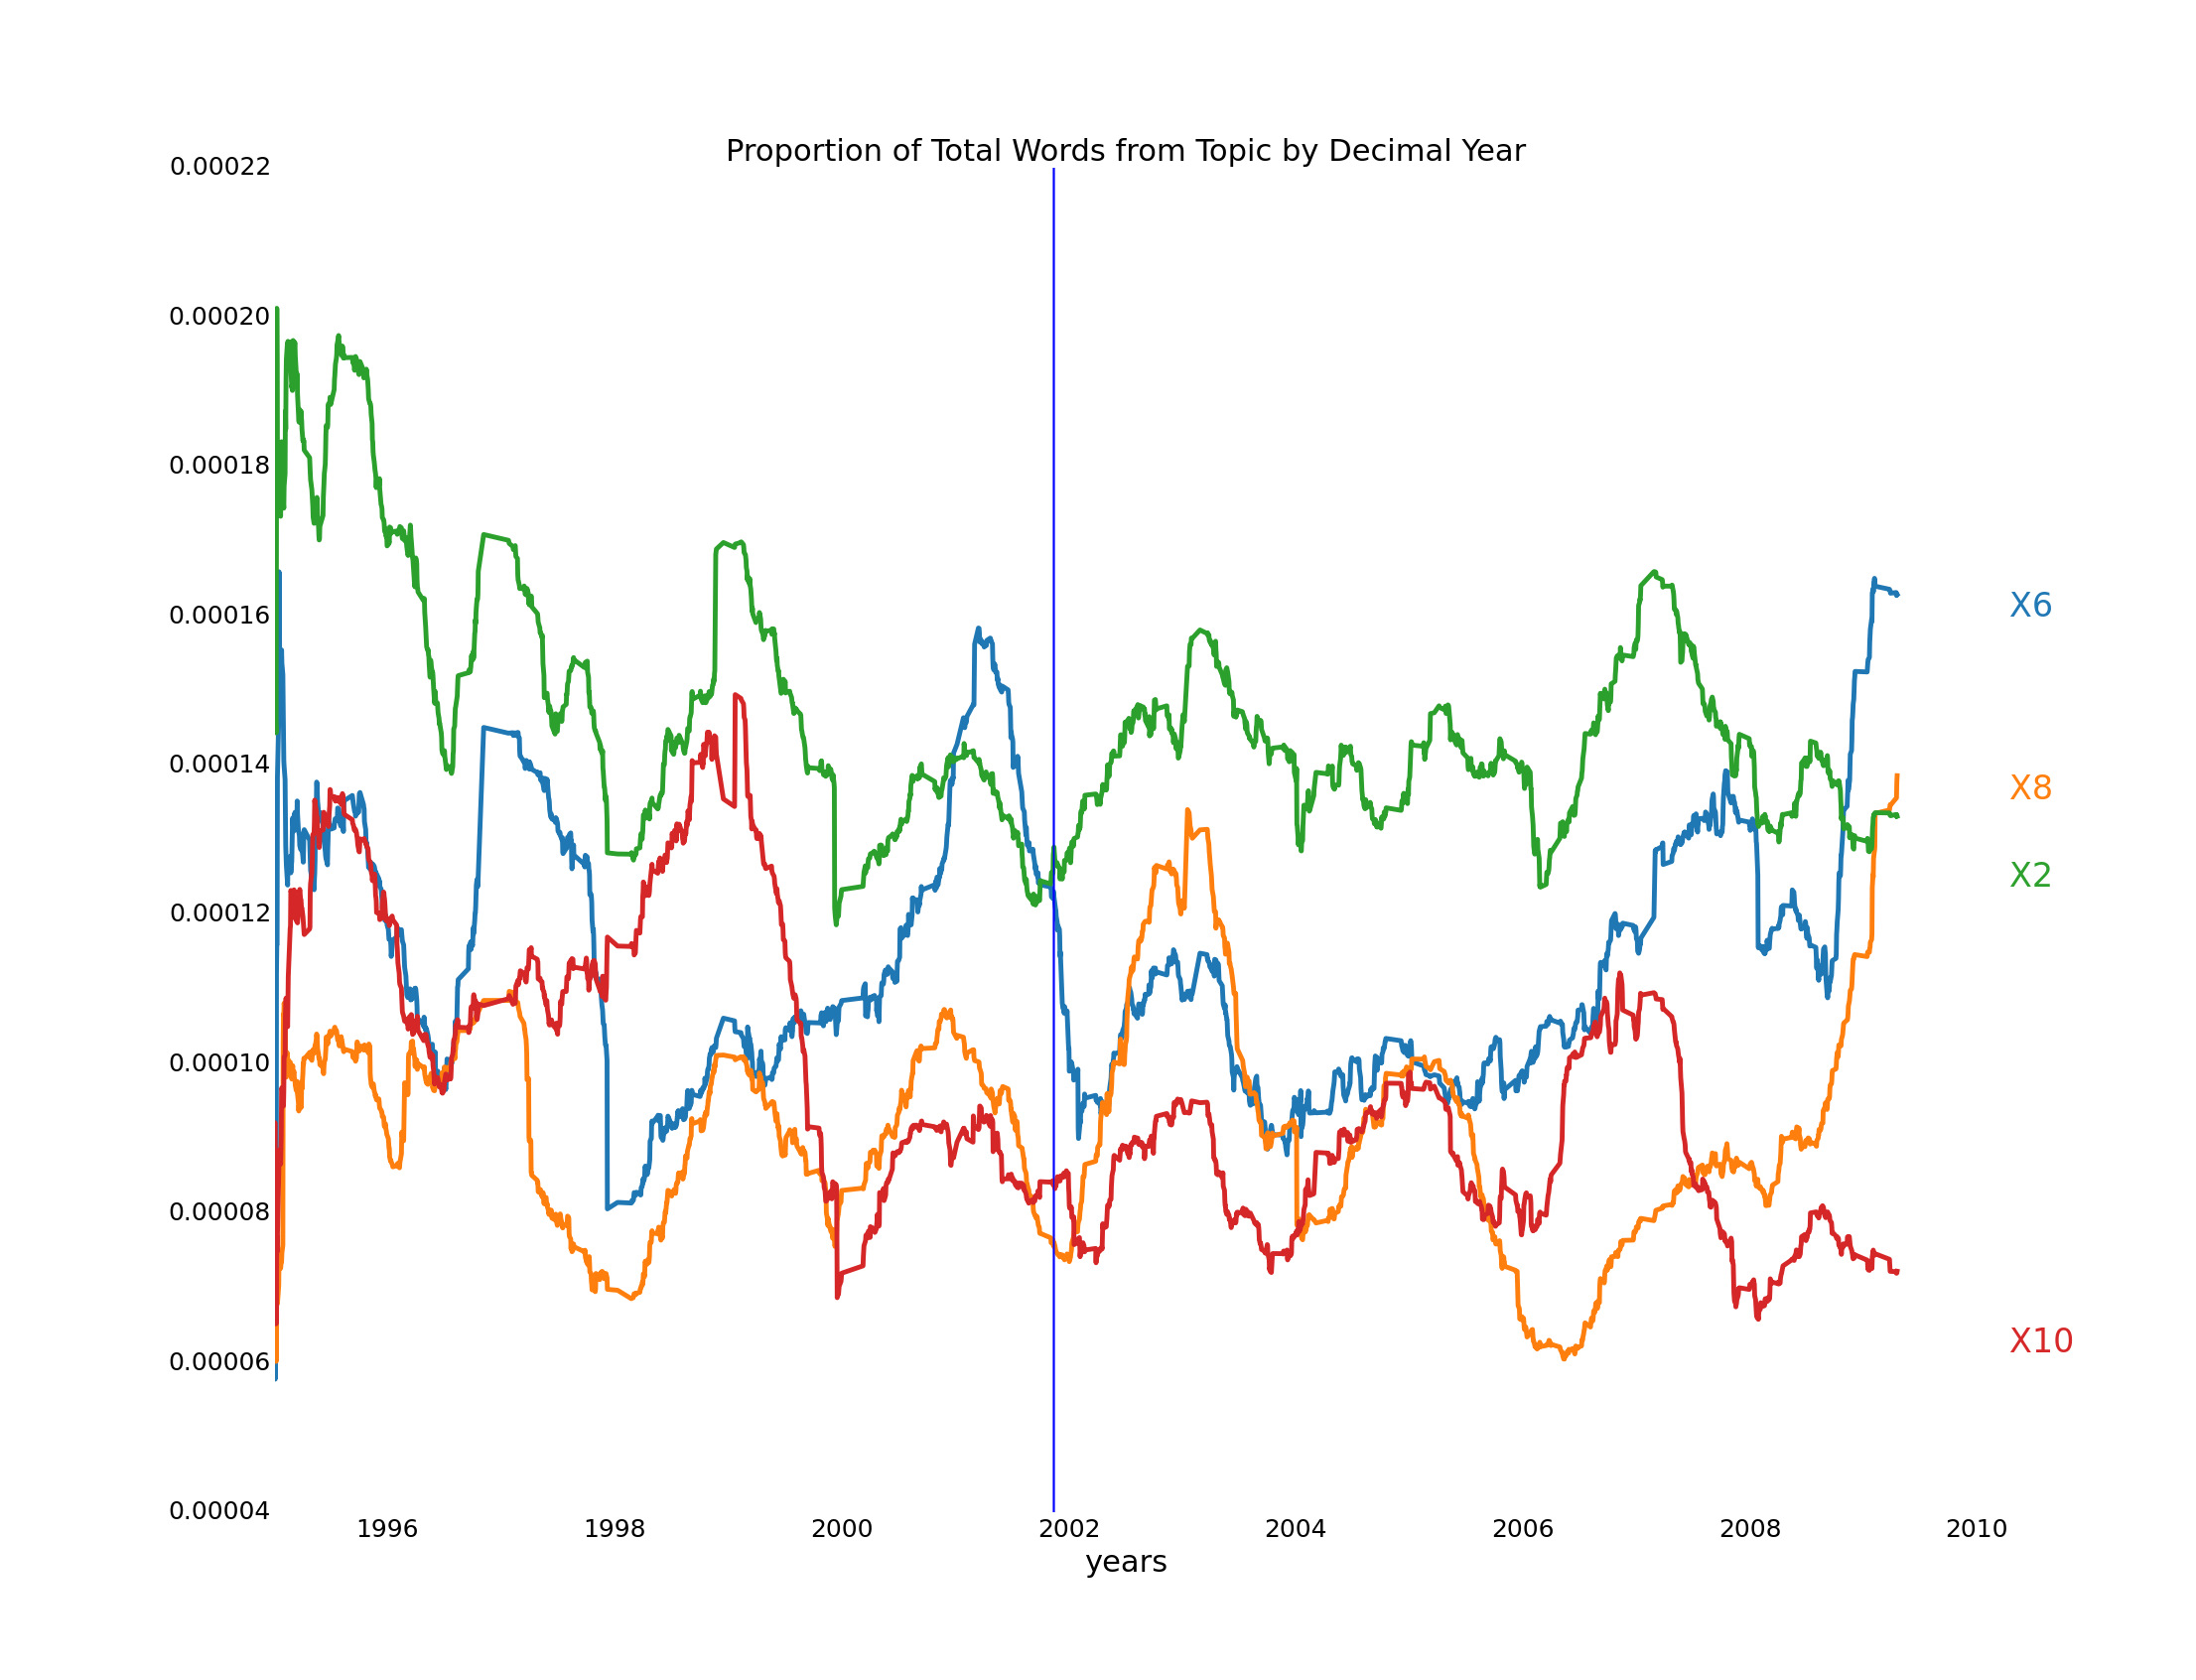 Proportion of Total Words from Topic by Decimal Year
0.00022
0.00020
0.00018
0.00016
0.00014
0.00012
0.00010
0.00008
0.00006
0.00004
X6
X8
X2
X10
1996 1998 2000 2002 2004 2006 2008 2010
years